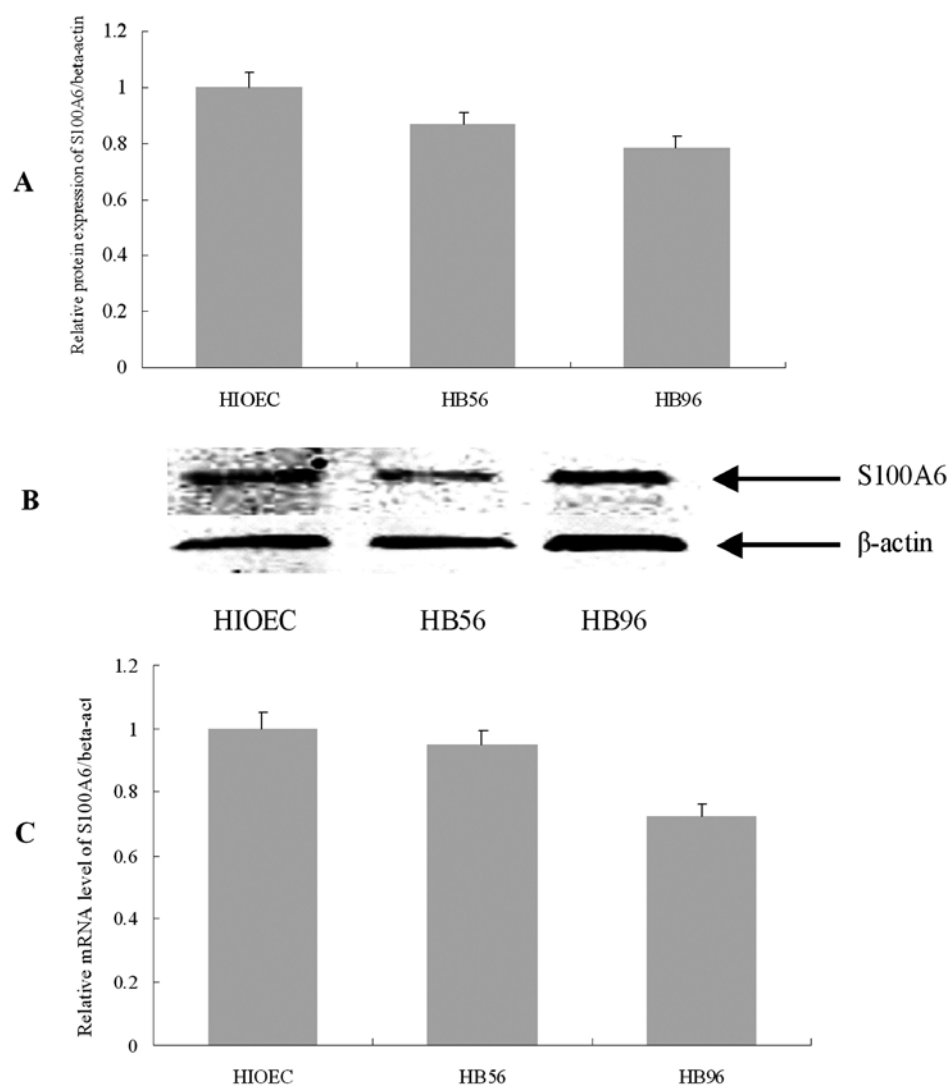 A
Relative protein expression of S100A6/beta-actin
1.2
1
0.8
0.6
0.4
0.2
0
HIOEC HB56 HB96
B
S100A6
β-actin
HIOEC HB56 HB96
C
Relative mRNA level of S100A6/beta-act
1.2
1
0.8
0.6
0.4
0.2
0
HIOEC HB56 HB96